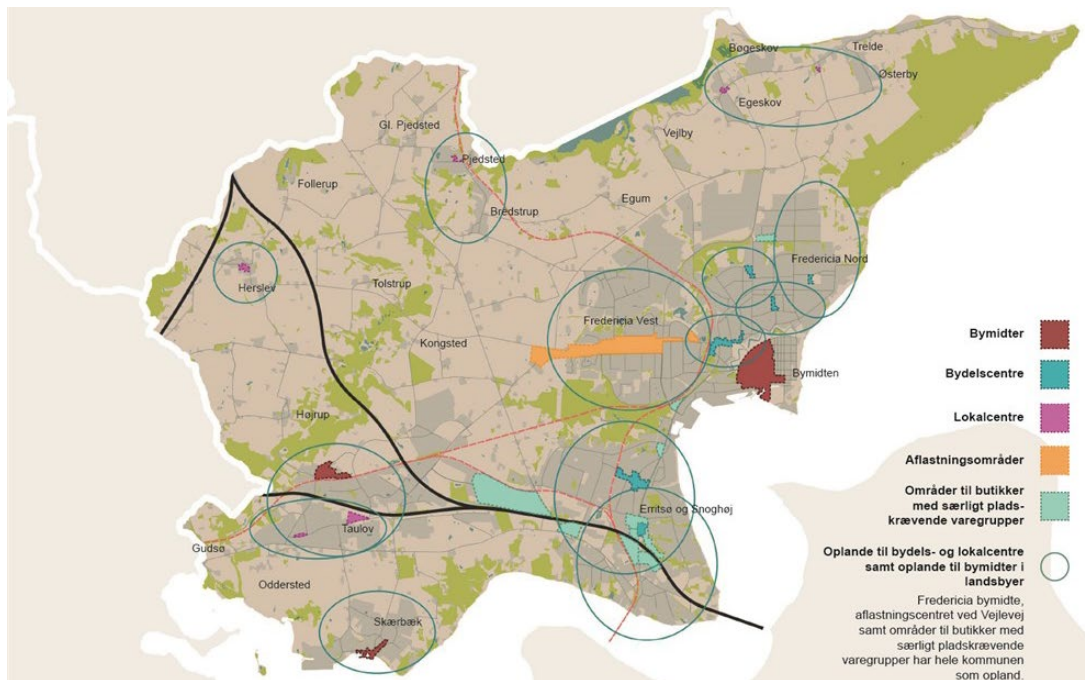 Bøgeskov
Trelde
Østerby
Egeskov
Gl. Pjedsted
Vejlby
Pjedsted
Follerup
Egum
Bredstrup
Fredericia Nord
Herslev
Tolstrup
Fredericia Vest
Kongsted
Bymidten
Højrup
Erritsø og Snoghøj
Taulov
Gudsø
Oddersted
Skærbæk
Bymidter
Bydelscentre
Lokalcentre
Aflastningsområder
Områder til butikker
med særligt plads-
krævende varegrupper
Oplande til bydels- og lokalcentre
samt oplande til bymidter i
landsbyer
Fredericia bymidte,
aflastningscentret ved Vejlevej
samt områder til butikker med
særligt pladskrævende
varegrupper har hele kommunen
som opland.